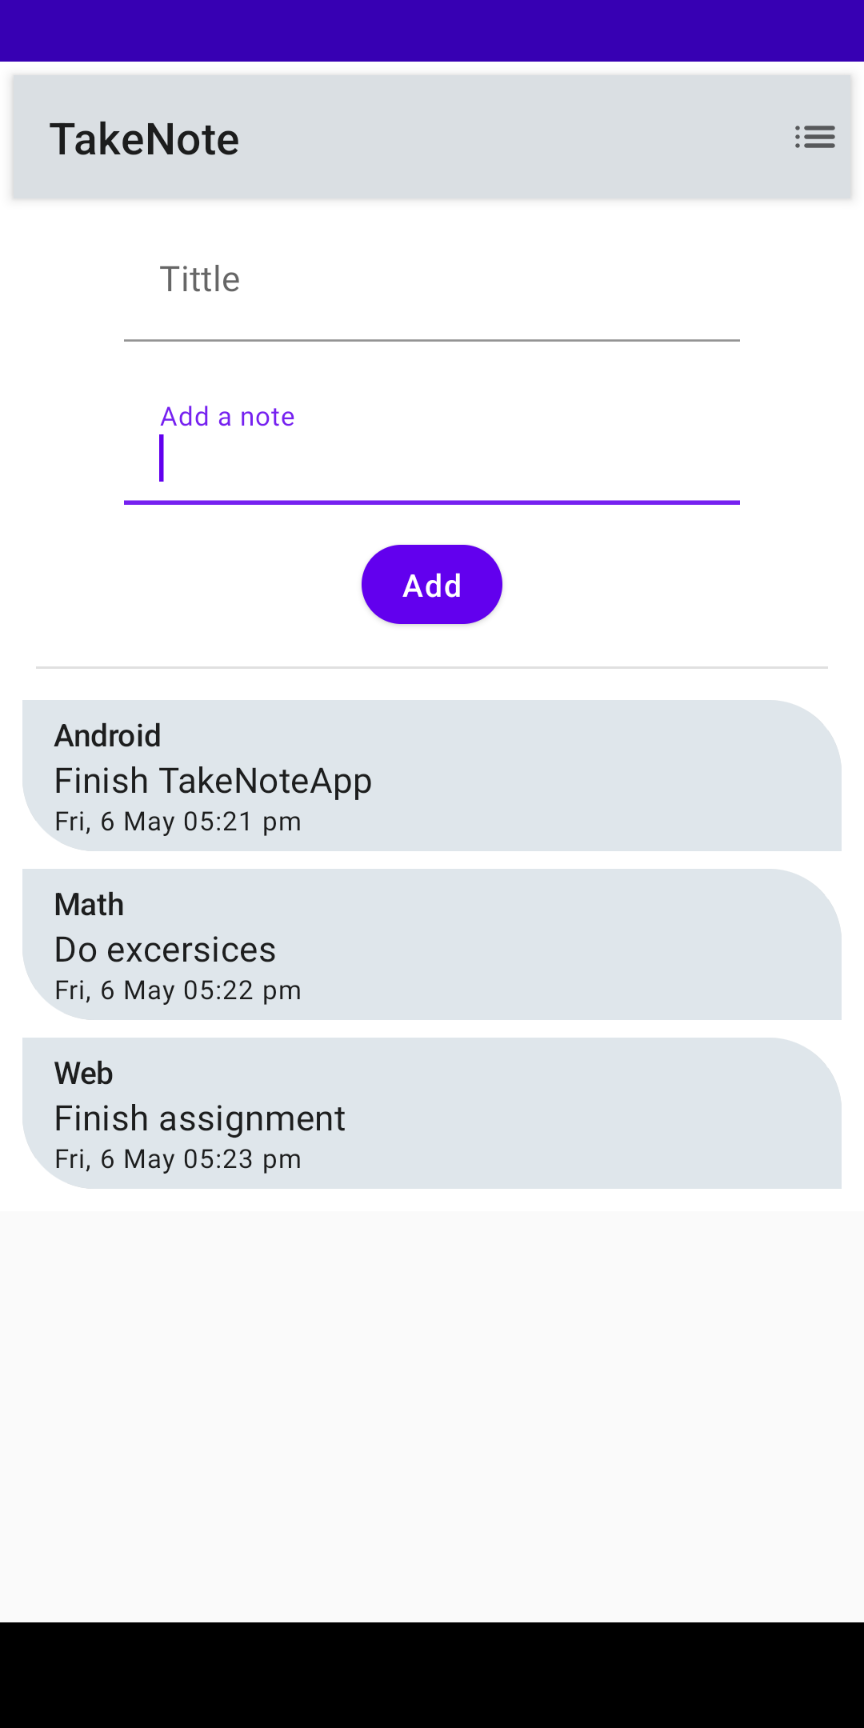 TakeNote
Tittle
Add a note
Add
Android
Finish TakeNoteApp
Fri, 6 May 05:21 pm
Math
Do excersices
Fri, 6 May 05:22 pm
Web
Finish assignment
Fri, 6 May 05:23 pm